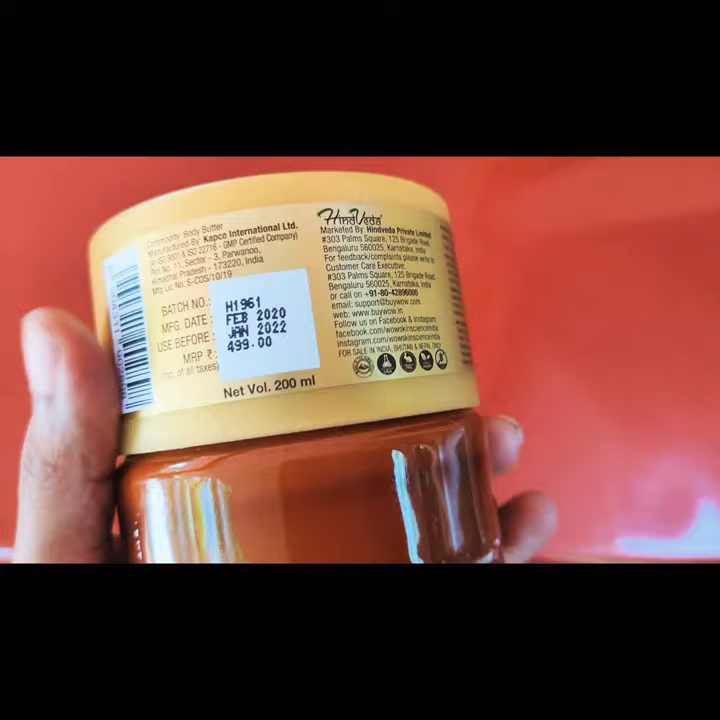 Commodity: Body Butter
Manufactured By: Kapco International Ltd.
(An ISO 9001 & ISO 22716 - GMP Certified Company)
Plot No. 11, Sector - 3, Parwanoo,
Himachal Pradesh - 173220, India
Mfg Lic No. S-COS/10/19
BATCH NO.: H1961
MFG. DATE: FEB 2020
USE BEFORE: JAN 2022
MRP ₹: 499.00
of all taxes)
Net Vol. 200 ml
HindVeda
Marketed By: Hindveda Private Limited
#303 Palms Square, 125 Brigade Road,
Bengaluru 560025, Karnataka, India
For feedback/complaints please write to
Customer Care Executive:
#303 Palms Square, 125 Brigade Road,
Bengaluru 560025, Karnataka, India
or call on +91-80-42896000
email: support@buywow.com
web: www.buywow.in
Follow us on Facebook & Instagram
facebook.com/wowskinscienceindia
instagram.com/wowskinscienceindia
FOR SALE IN INDIA, BHUTAN & NEPAL ONLY